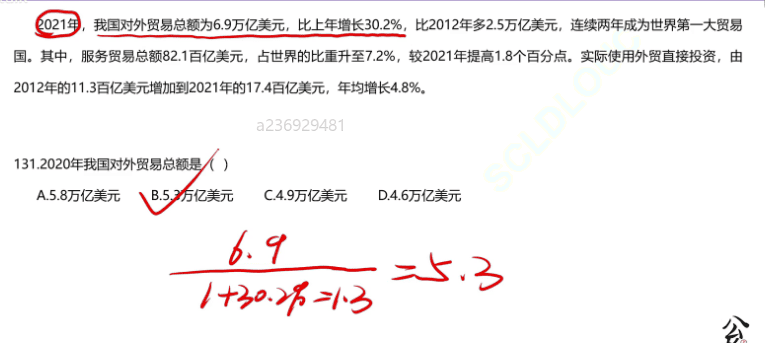 2021年，我国对外贸易总额为6.9万亿美元，比上年增长30.2%，比2012年多2.5万亿美元，连续两年成为世界第一大贸易
国。其中，服务贸易总额82.1百亿美元，占世界的比重升至7.2%，较2021年提高1.8个百分点。实际使用外贸直接投资，由
2012年的11.3百亿美元增加到2021年的17.4百亿美元，年均增长4.8%。
a236929481
SCLDLOU
131.2020年我国对外贸易总额是（ ）
A.5.8万亿美元 B.5.3万亿美元 C.4.9万亿美元 D.4.6万亿美元
6.9
1+30.2%=1.3
=5.3
公